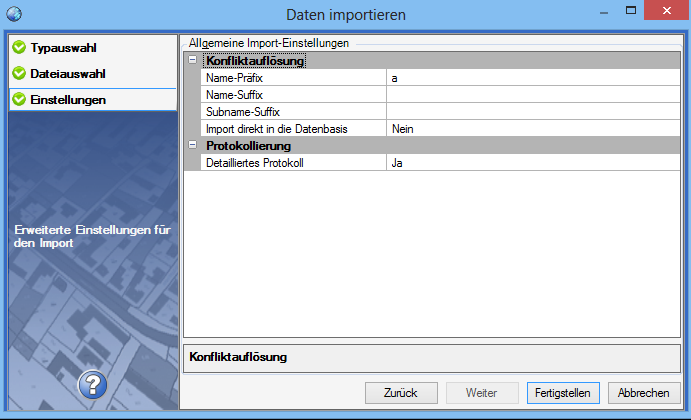 Daten importieren
Typauswahl
Dateiauswahl
Einstellungen
Erweiterte Einstellungen für
den Import
Allgemeine Import-Einstellungen
Konfliktauflösung
Name-Präfix a
Name-Suffix
Subname-Suffix
Import direkt in die Datenbasis Nein
Protokollierung
Detailliertes Protokoll Ja
Konfliktauflösung
?
Zurück Weiter Fertigstellen Abbrechen